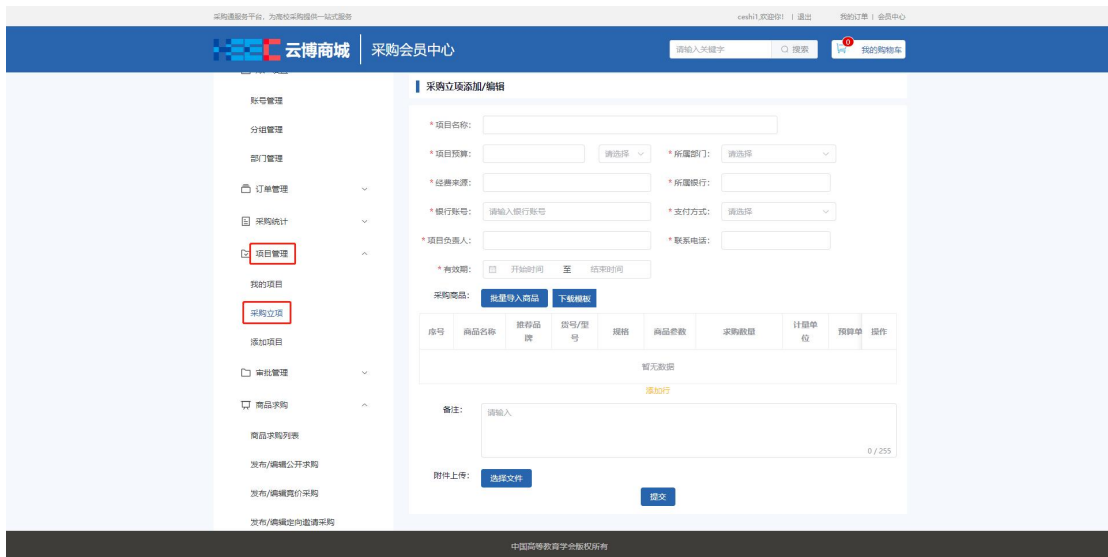 采购通服务平台，为高校采购提供一站式服务
ceshi1,欢迎你! | 退出 我的订单 | 会员中心
云博商城 采购会员中心 请输入关键字 搜索 0 我的购物车
账号管理
分组管理
部门管理
订单管理
采购统计
项目管理
我的项目
采购立项
添加项目
审批管理
商品求购
商品求购列表
发布/编辑公开求购
发布/编辑竞价采购
发布/编辑定向邀请采购
采购立项添加/编辑
* 项目名称:
* 项目预算: 请选择 * 所属部门: 请选择
* 经费来源: * 所属银行:
* 银行账号: 请输入银行账号 * 支付方式: 请选择
* 项目负责人: * 联系电话:
* 有效期: 开始时间 至 结束时间
采购商品: 批量导入商品 下载模板
序号 商品名称 推荐品牌 货号/型号 规格 商品参数 求购数量 计量单位 预算单 操作
暂无数据
添加行
备注: 请输入
0 / 255
附件上传: 选择文件
提交
中国高等教育学会版权所有